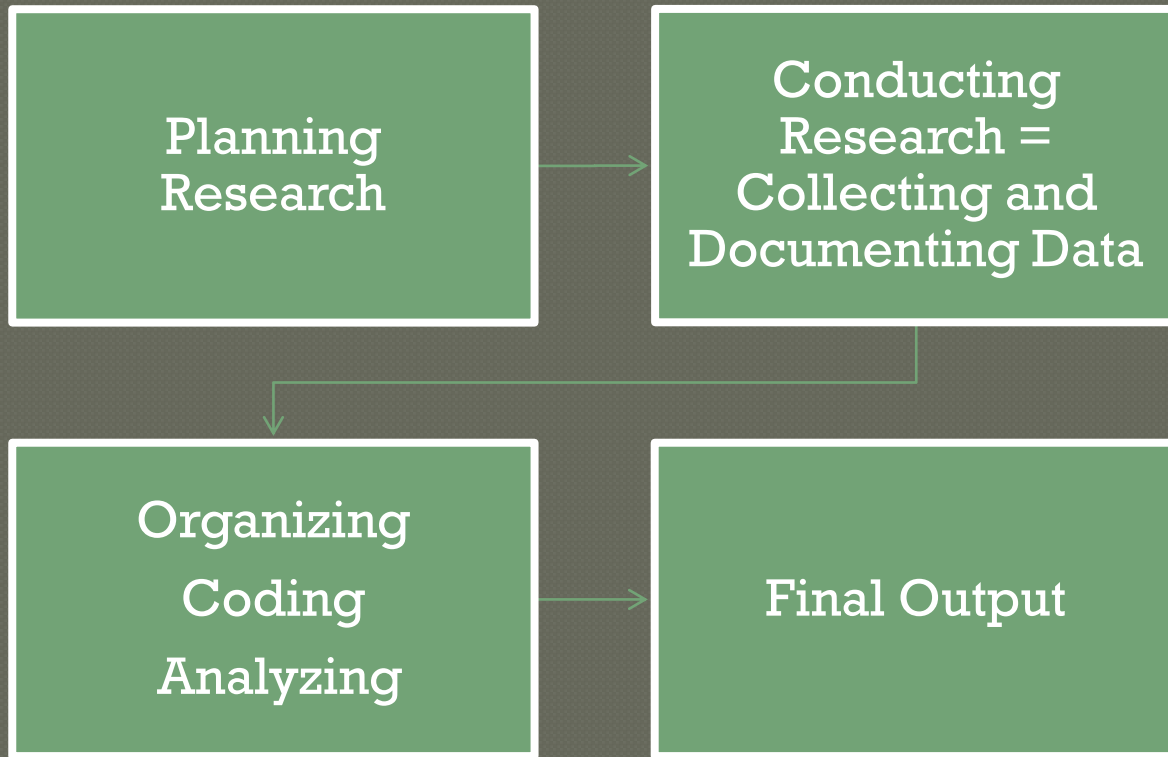 Planning
Research
Conducting
Research =
Collecting and
Documenting Data
Organizing
Coding
Analyzing
Final Output